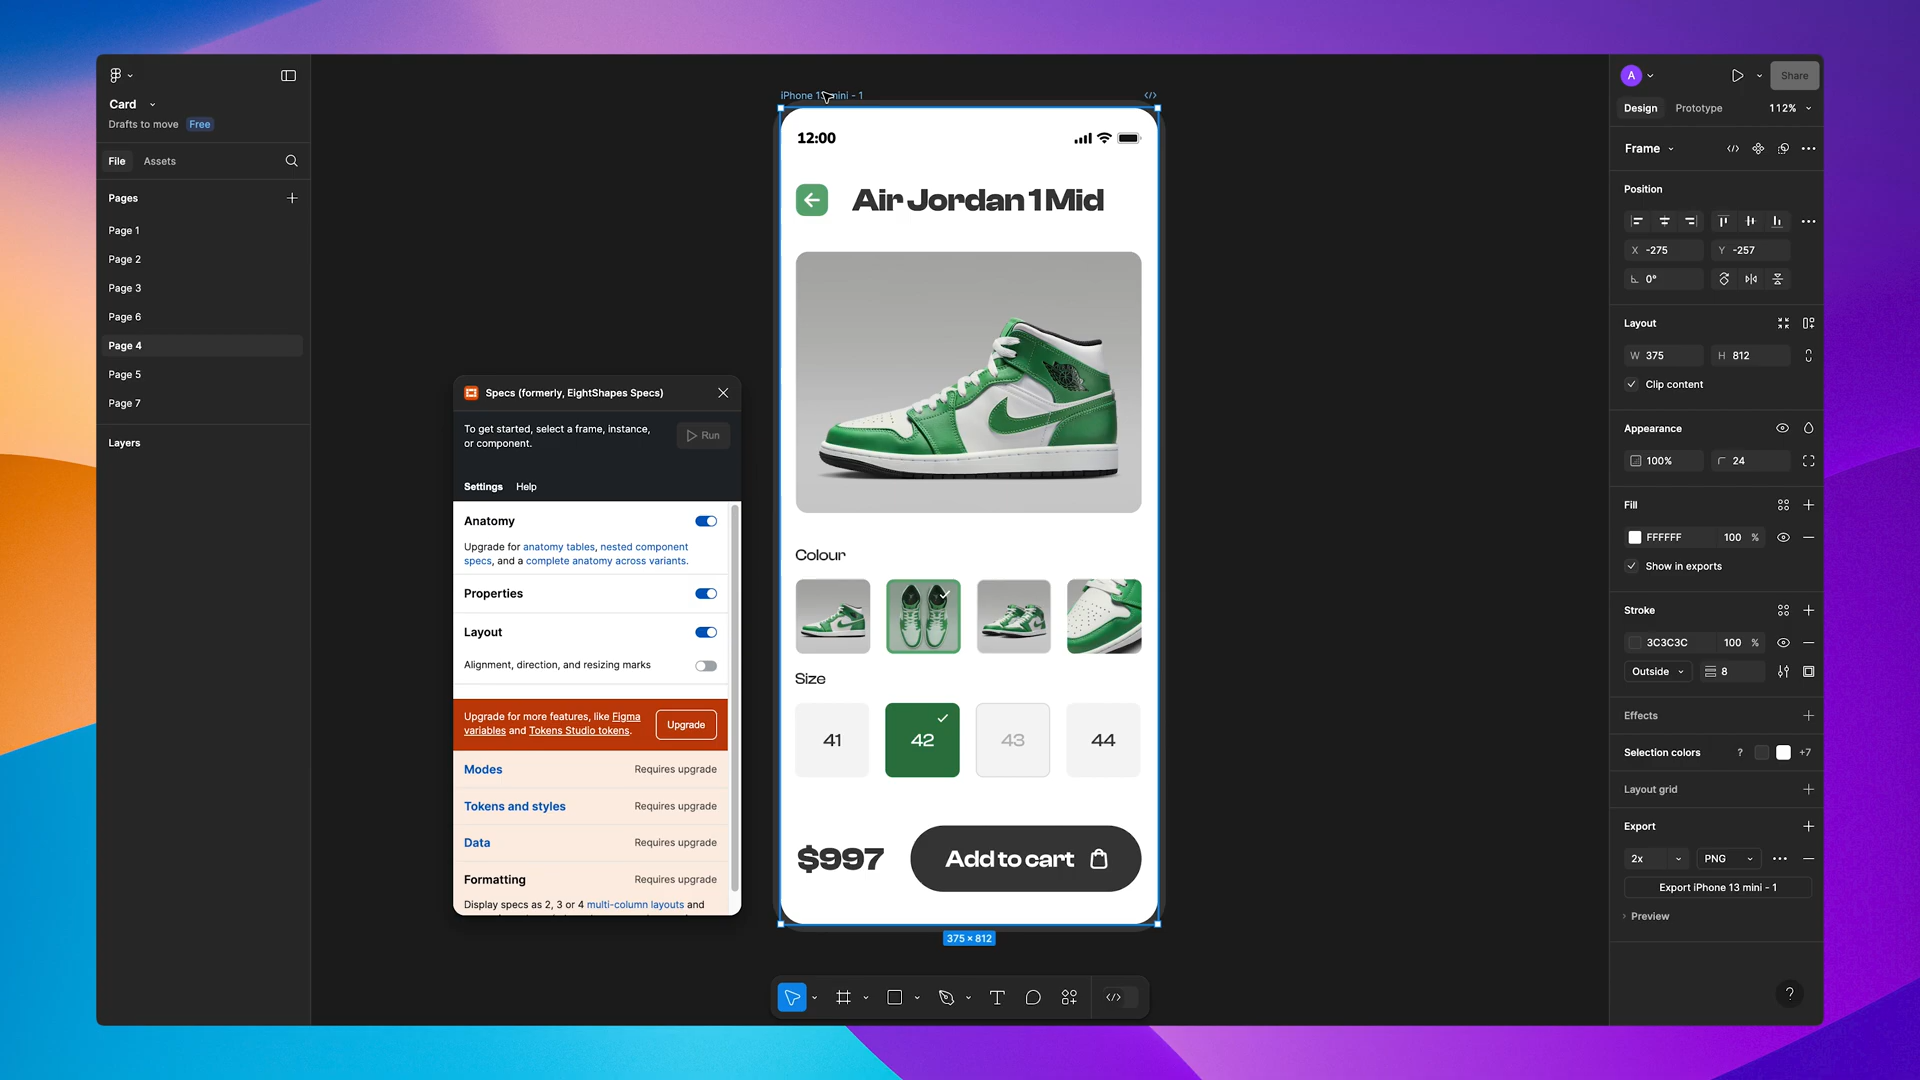 Card
Drafts to move Free
File Assets
Pages
Page 1
Page 2
Page 3
Page 6
Page 4
Page 5
Page 7
Layers
Specs (formerly, EightShapes Specs)
To get started, select a frame, instance,
or component.
Run
Settings Help
Anatomy
Upgrade for anatomy tables, nested component
specs, and a complete anatomy across variants.
Properties
Layout
Alignment, direction, and resizing marks
Upgrade for more features, like Figma
variables and Tokens Studio tokens.
Upgrade
Modes Requires upgrade
Tokens and styles Requires upgrade
Data Requires upgrade
Formatting Requires upgrade
Display specs as 2, 3 or 4 multi-column layouts and
iPhone 13 mini - 1
12:00
Air Jordan 1 Mid
Colour
Size
41 42 43 44
$997 Add to cart
375 × 812
A
Share
Design Prototype 112%
Frame
Position
X -275 Y -257
0°
Layout
W 375 H 812
Clip content
Appearance
100% 24
Fill
FFFFFF 100 %
Show in exports
Stroke
3C3C3C 100 %
Outside 8
Effects
Selection colors ? +7
Layout grid
Export
2x PNG
Export iPhone 13 mini - 1
Preview
?